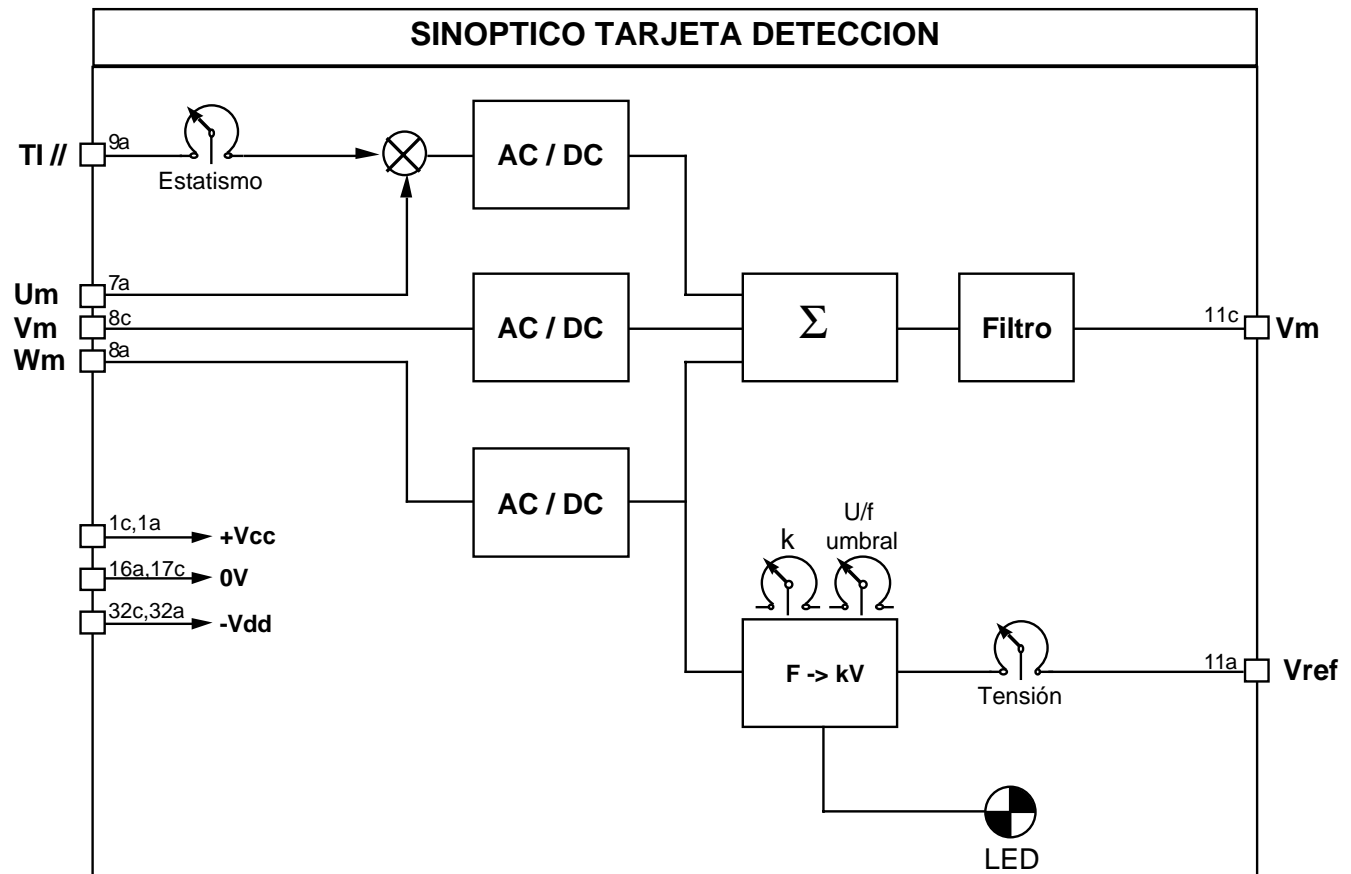 SINOPTICO TARJETA DETECCION
TI //
9a
Estatismo
AC / DC
Um
7a
Vm
8c
Wm
8a
AC / DC
Σ
Filtro
11c
Vm
AC / DC
1c,1a
+Vcc
16a,17c
0V
32c,32a
-Vdd
k
U/f
umbral
F -> kV
Tensión
11a
Vref
LED